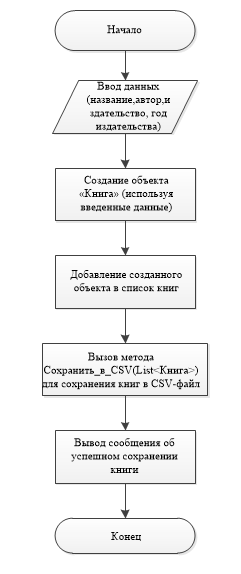 Начало
Ввод данных
(название,автор,и
здательство, год
издательства)
Создание объекта
«Книга» (используя
введенные данные)
Добавление созданного
объекта в список книг
Вызов метода
Сохранить_в_CSV(List<Книга>)
для сохранения книг в CSV-файл
Вывод сообщения об
успешном сохранении
книги
Конец